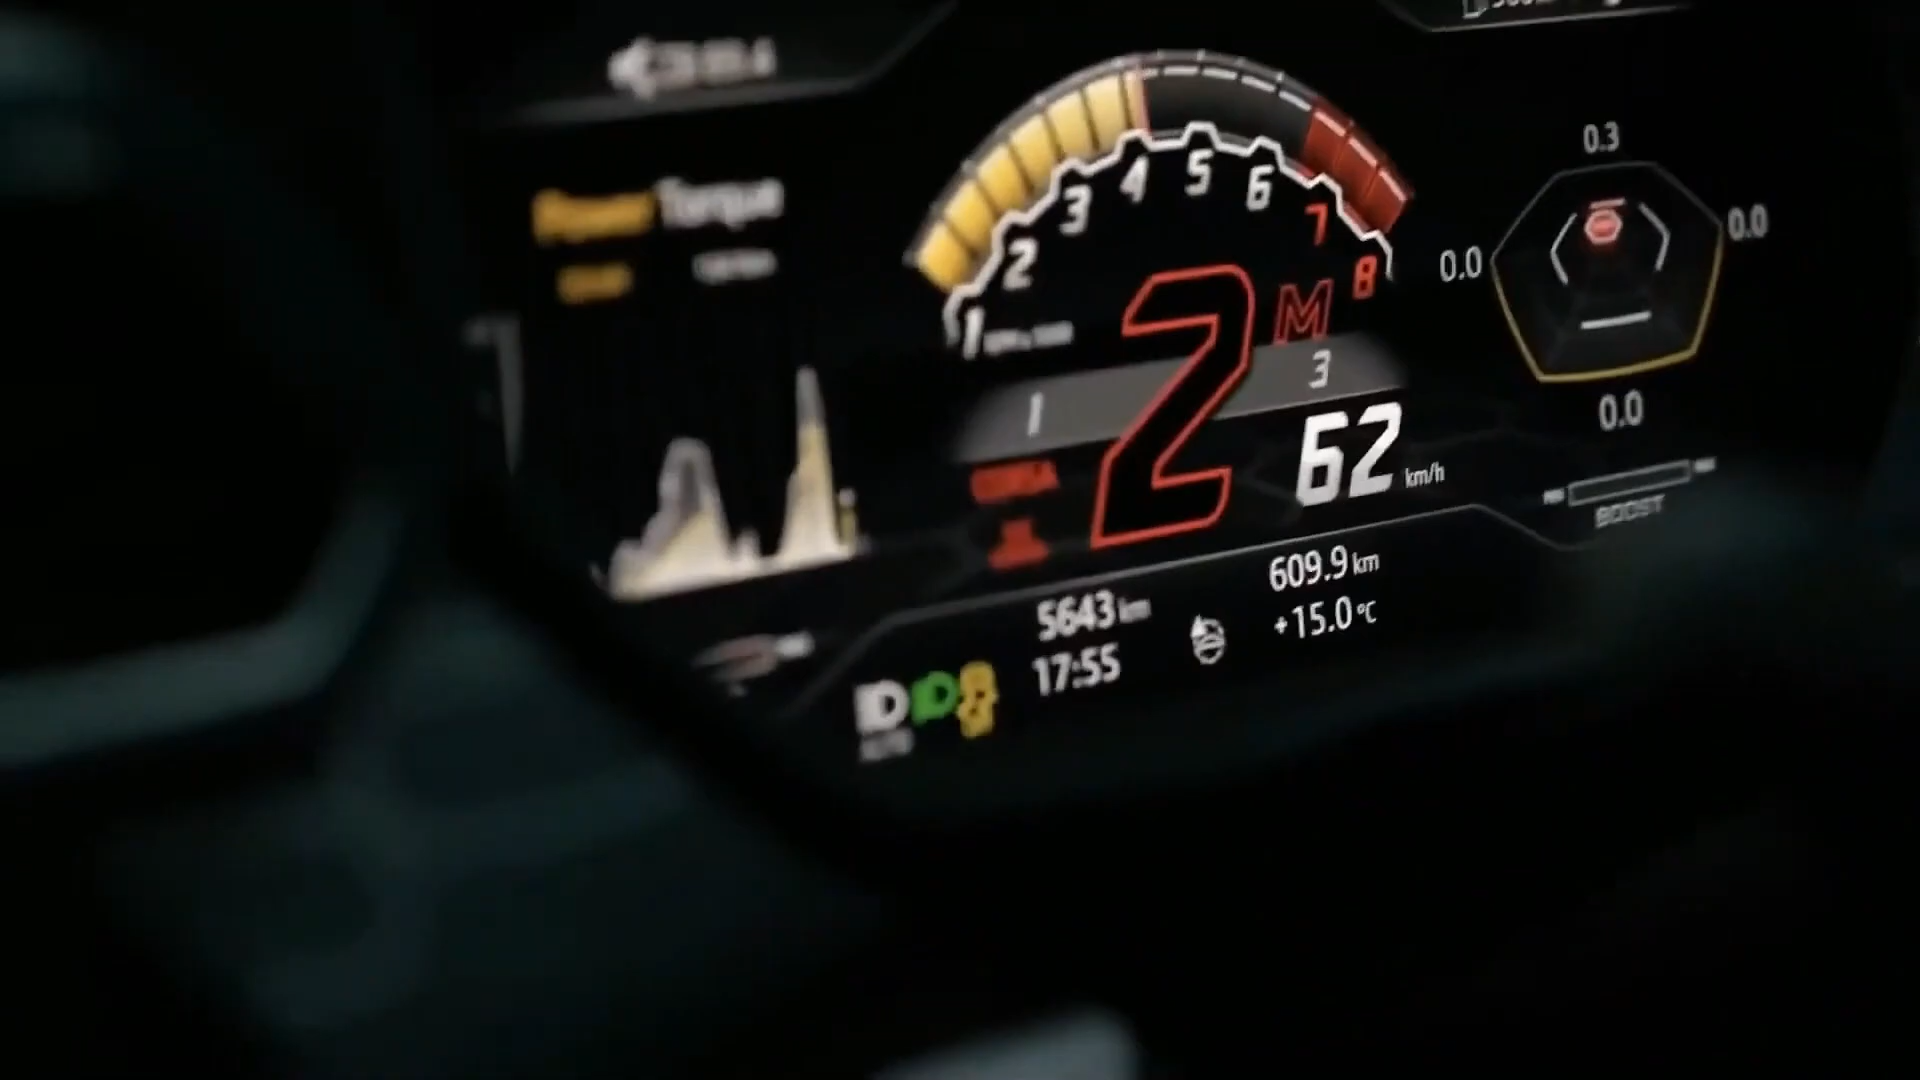 Power Torque
1 2 3 4 5 6 7 8
2 M
1 3
62 km/h
0.3
0.0 0.0
0.0
BOOST
5643 km 609.9 km
17:55 +15.0 °C
AUTO